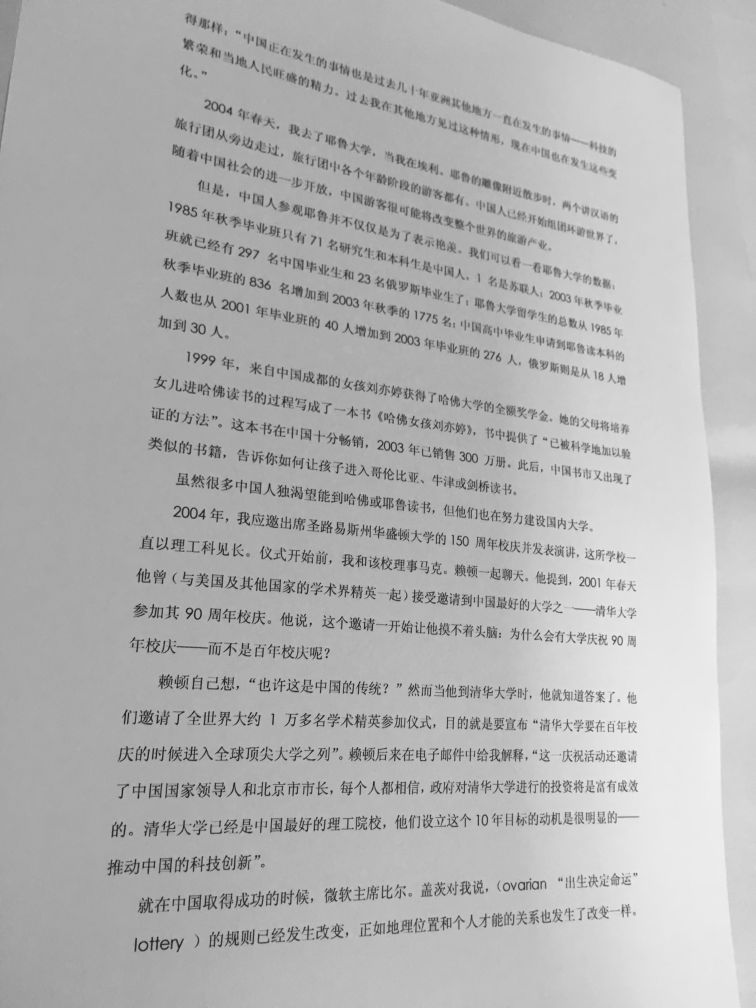 得那样："中国正在发生的事情也是过去几十年亚洲其他地方一直在发生的事情——科技的
繁荣和当地人民旺盛的精力。过去我在其他地方见过这种情形，现在中国也在发生这些变
化。"
2004 年春天，我去了耶鲁大学，当我在埃利、耶鲁的雕像附近散步时，两个讲汉语的
旅行团从旁边走过，旅行团中各个年龄阶段的游客都有。中国人已经开始组团环游世界了，
随着中国社会的进一步开放，中国游客很可能将改变整个世界的旅游产业。
但是，中国人参观耶鲁并不仅仅是为了表示艳羡。我们可以看一看耶鲁大学的数据：
1985 年秋季毕业班只有 71 名研究生和本科生是中国人、1 名是苏联人；2003 年秋季毕业
班就已经有 297 名中国毕业生和 23 名俄罗斯毕业生了；耶鲁大学留学生的总数从 1985 年
秋季毕业班的 836 名增加到 2003 年秋季的 1775 名；中国高中毕业生申请到耶鲁读本科的
人数也从 2001 年毕业班的 40 人增加到 2003 年毕业班的 276 人，俄罗斯则是从 18 人增
加到 30 人。
1999 年，来自中国成都的女孩刘亦婷获得了哈佛大学的全额奖学金。她的父母将培养
女儿进哈佛读书的过程写成了一本书《哈佛女孩刘亦婷》，书中提供了"已被科学地加以验
证的方法"。这本书在中国十分畅销，2003 年已销售 300 万册。此后，中国书市又出现了
类似的书籍，告诉你如何让孩子进入哥伦比亚、牛津或剑桥读书。
虽然很多中国人独渴望能到哈佛或耶鲁读书，但他们也在努力建设国内大学。
2004 年，我应邀出席圣路易斯州华盛顿大学的 150 周年校庆并发表演讲，这所学校一
直以理工科见长。仪式开始前，我和该校理事马克。赖顿一起聊天。他提到，2001 年春天
他曾（与美国及其他国家的学术界精英一起）接受邀请到中国最好的大学之一——清华大学
参加其 90 周年校庆。他说，这个邀请一开始让他摸不着头脑：为什么会有大学庆祝 90 周
年校庆——而不是百年校庆呢？
赖顿自己想，"也许这是中国的传统？"然而当他到清华大学时，他就知道答案了。他
们邀请了全世界大约 1 万多名学术精英参加仪式，目的就是要宣布"清华大学要在百年校
庆的时候进入全球顶尖大学之列"。赖顿后来在电子邮件中给我解释，"这一庆祝活动还邀请
了中国国家领导人和北京市市长，每个人都相信，政府对清华大学进行的投资将是富有成效
的。清华大学已经是中国最好的理工院校，他们设立这个 10 年目标的动机是很明显的——
推动中国的科技创新"。
就在中国取得成功的时候，微软主席比尔。盖茨对我说，（ovarian "出生决定命运"
lottery ）的规则已经发生改变，正如地理位置和个人才能的关系也发生了改变一样。